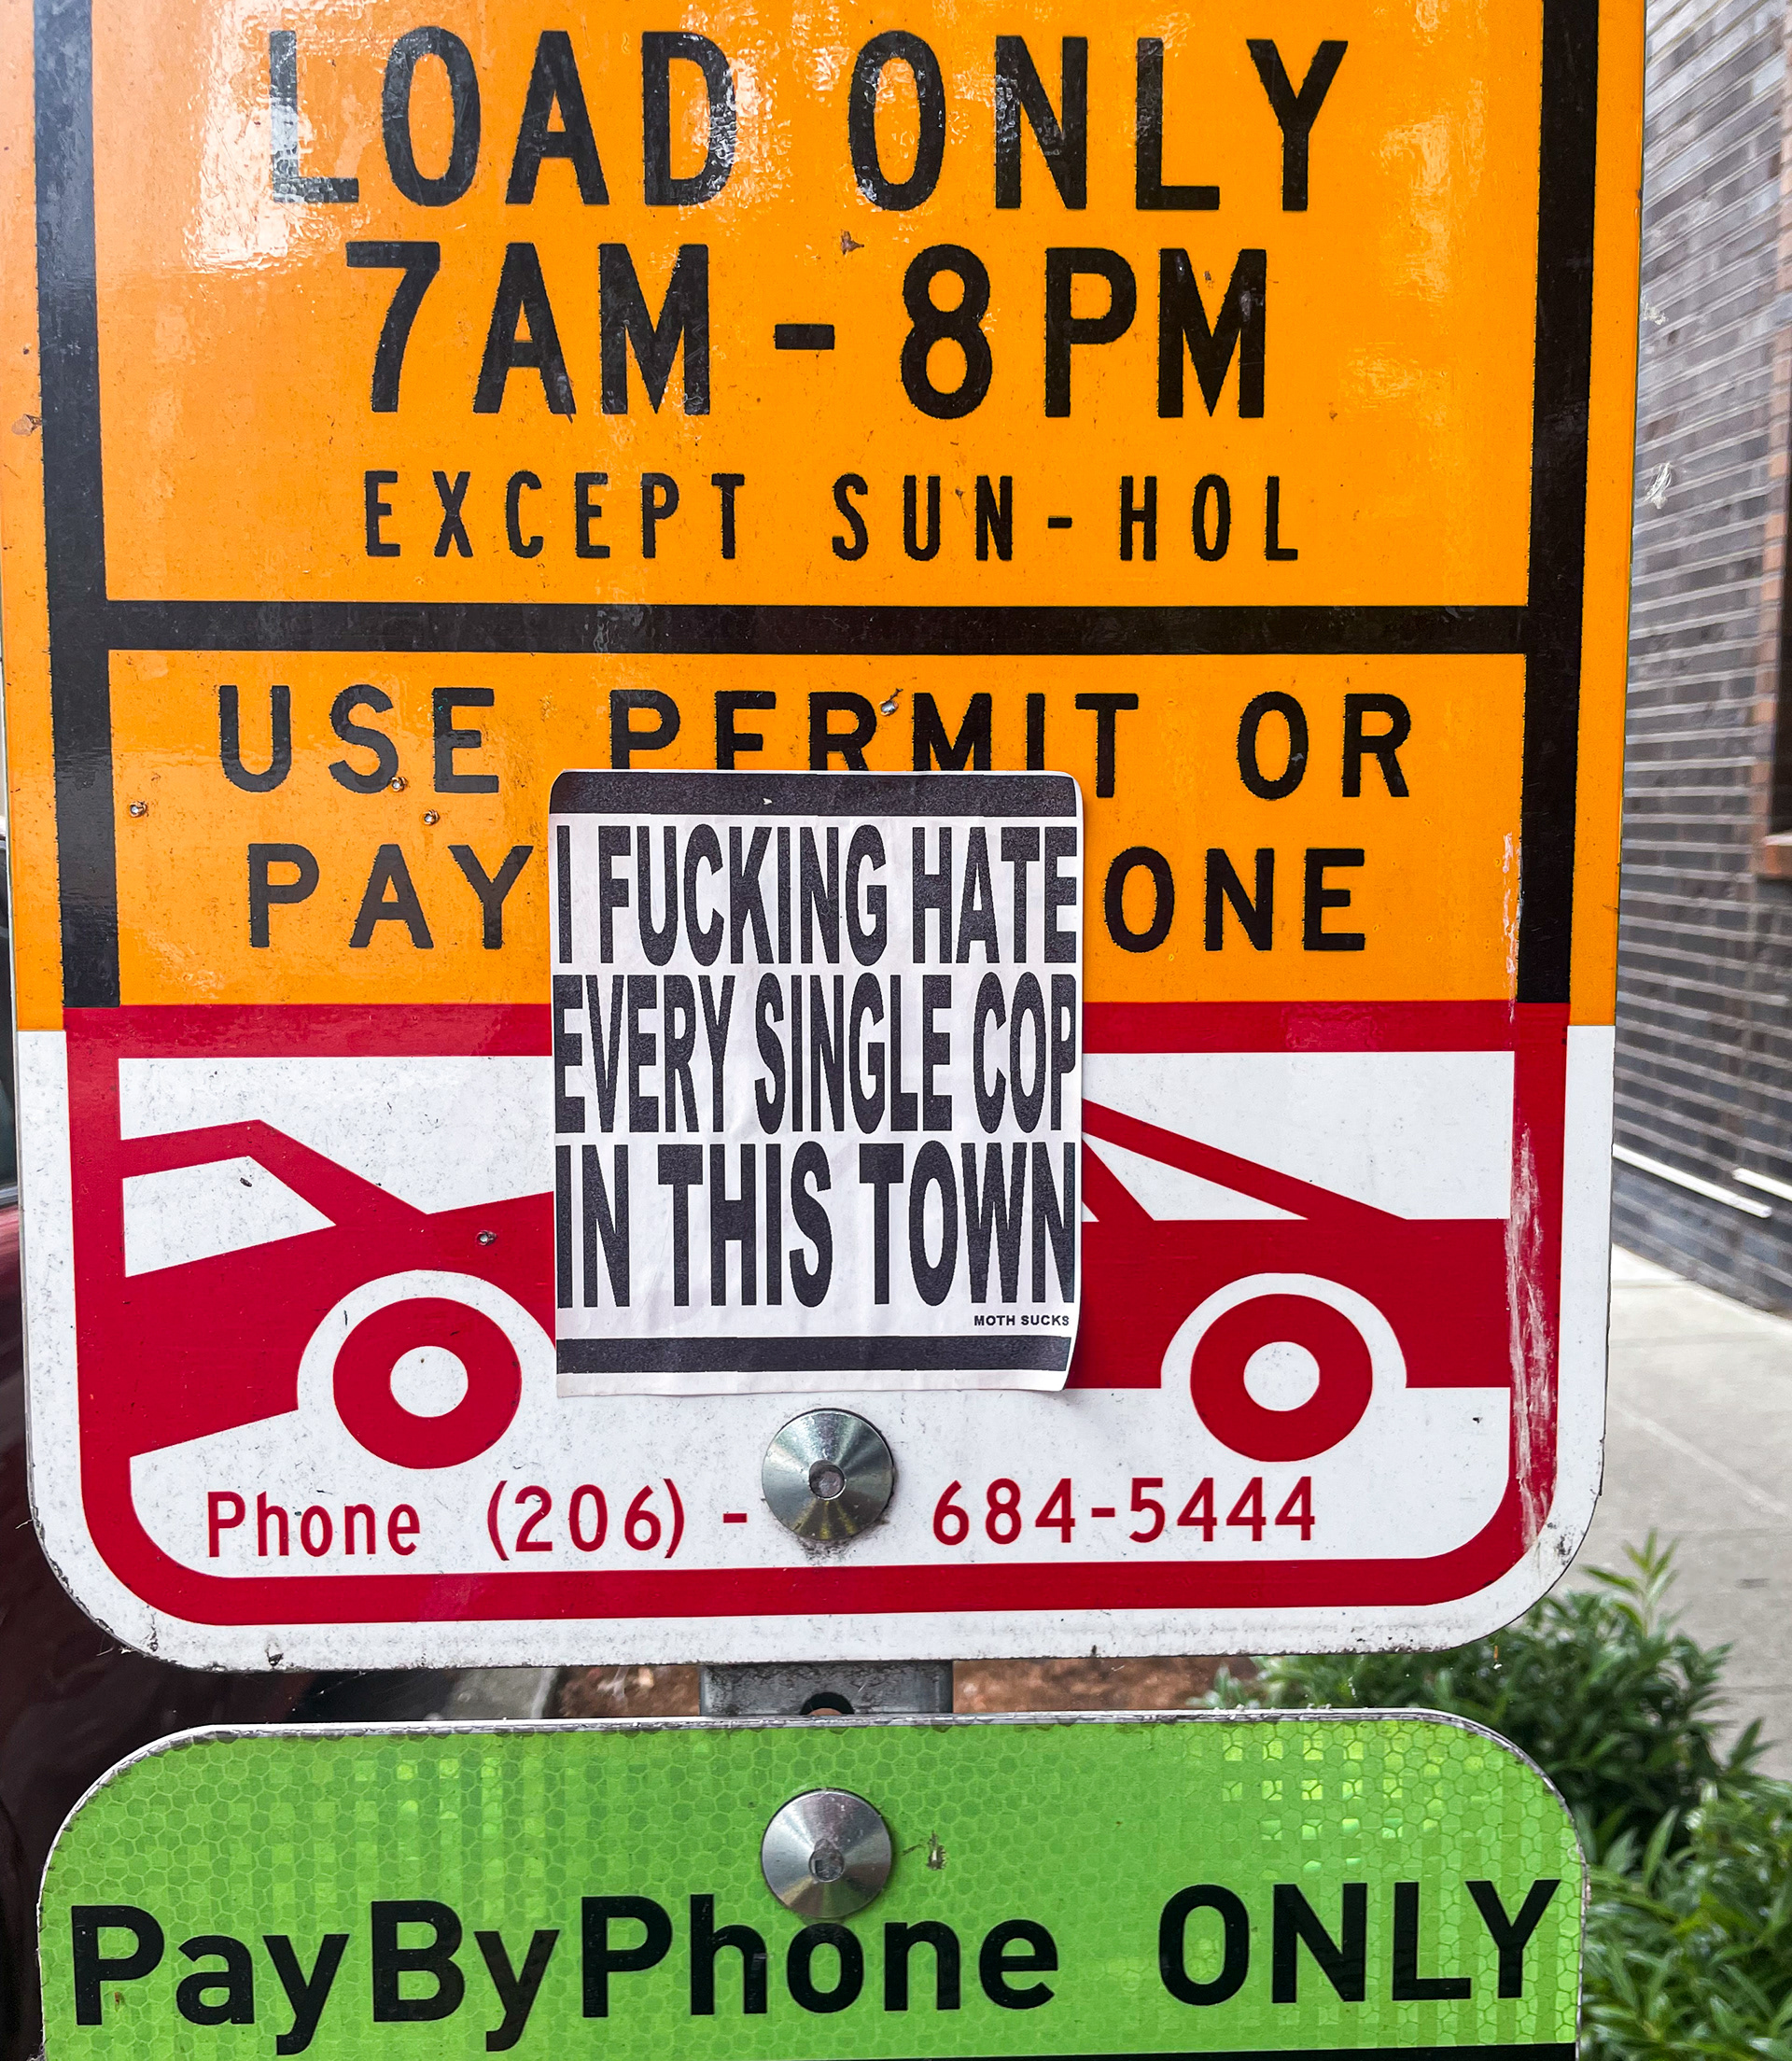 LOAD ONLY
7AM - 8PM
EXCEPT SUN-HOL
USE PERMIT OR
PAY ONE
I FUCKING HATE
EVERY SINGLE COP
IN THIS TOWN
MOTH SUCKS
Phone (206) - 684-5444
PayByPhone ONLY